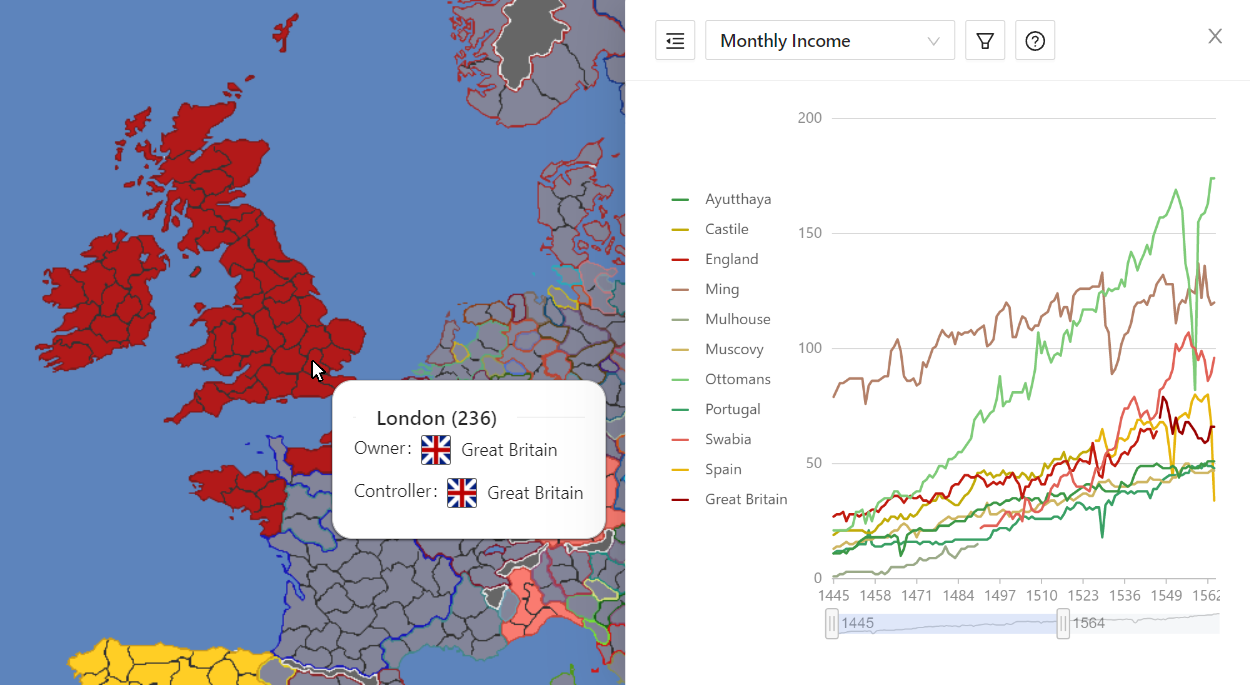 London (236)
Owner: Great Britain
Controller: Great Britain
Monthly Income
Ayutthaya
Castile
England
Ming
Mulhouse
Muscovy
Ottomans
Portugal
Swabia
Spain
Great Britain
200
150
100
50
0
1445 1458 1471 1484 1497 1510 1523 1536 1549 1562
1445 1564